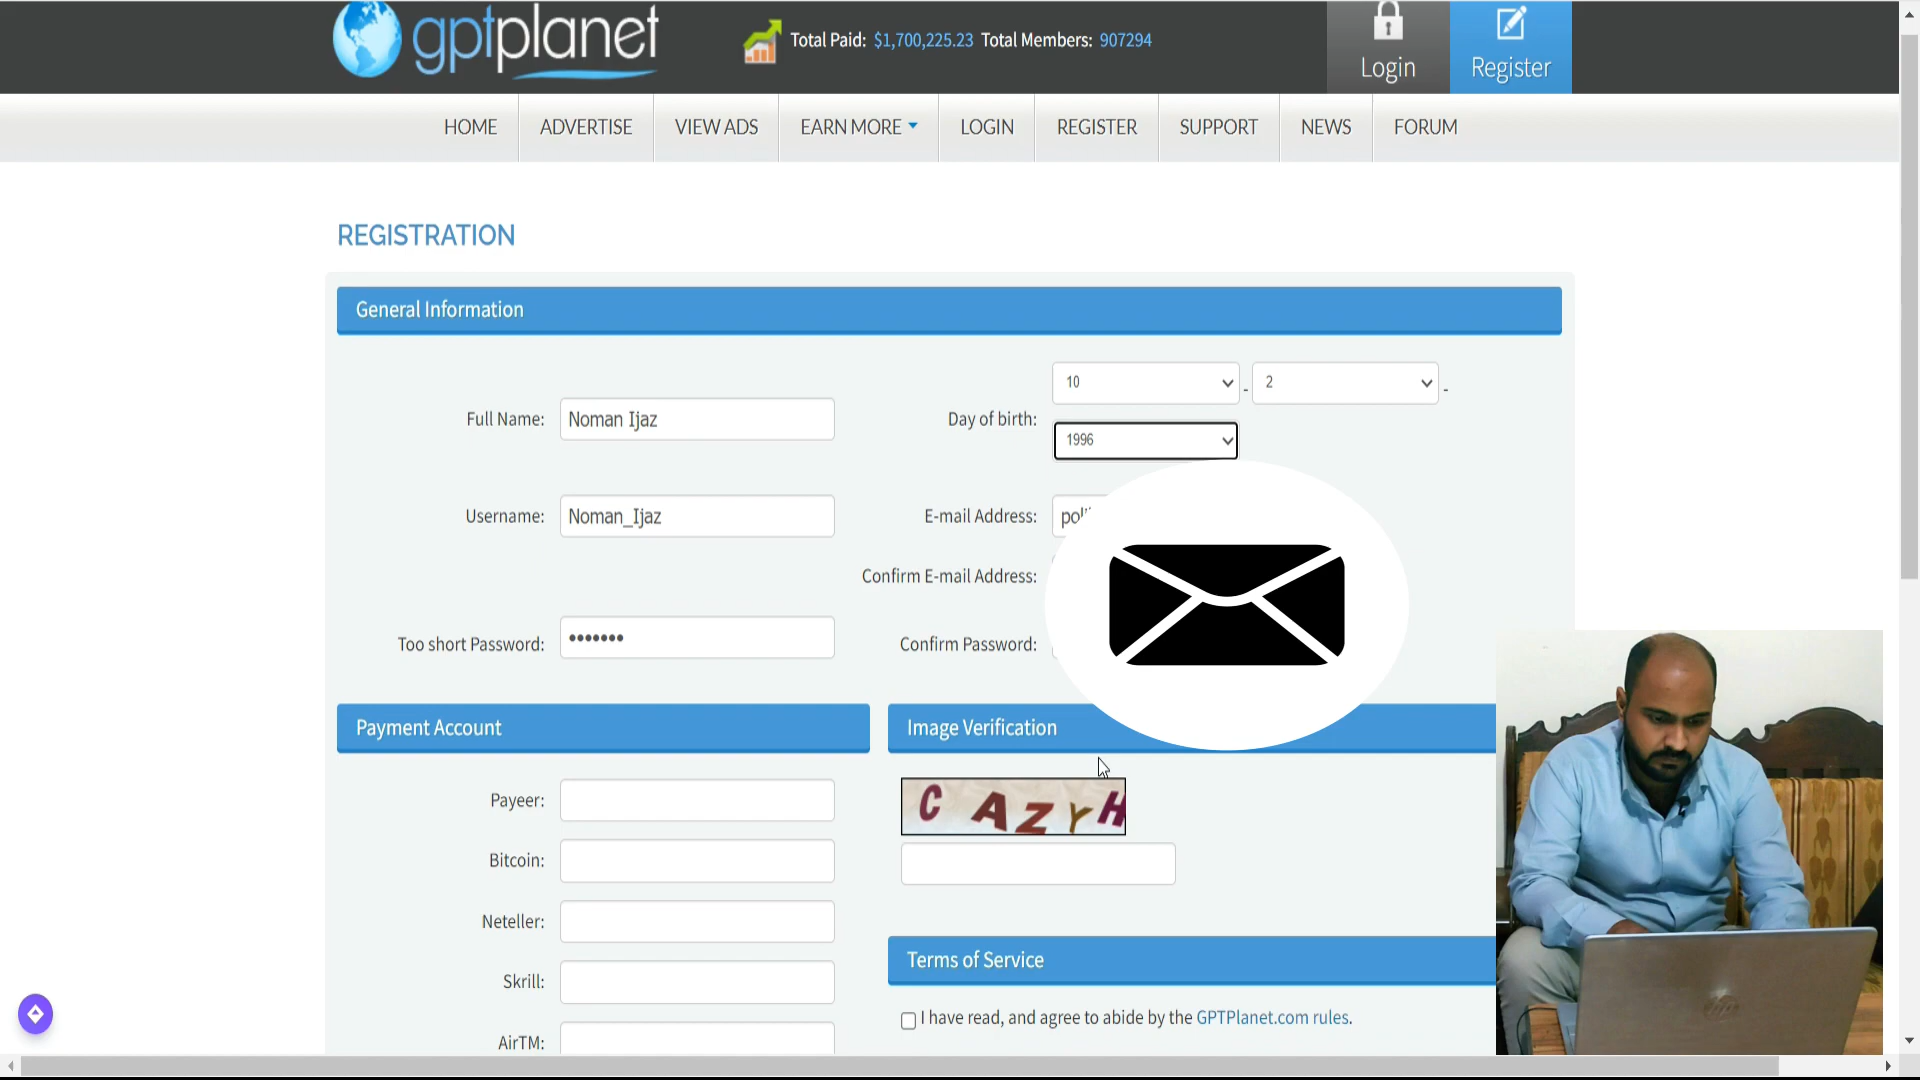 gptplanet
Total Paid: $1,700,225.23 Total Members: 907294
Login
Register
HOME
ADVERTISE
VIEW ADS
EARN MORE
LOGIN
REGISTER
SUPPORT
NEWS
FORUM
REGISTRATION
General Information
Full Name: Noman Ijaz
Day of birth: 10 - 2 -
1996
Username: Noman_Ijaz
E-mail Address:
Confirm E-mail Address:
Too short Password: •••••••
Confirm Password:
Payment Account
Payeer:
Bitcoin:
Neteller:
Skrill:
AirTM:
Image Verification
C A Z Y H
Terms of Service
I have read, and agree to abide by the GPTPlanet.com rules.
hp